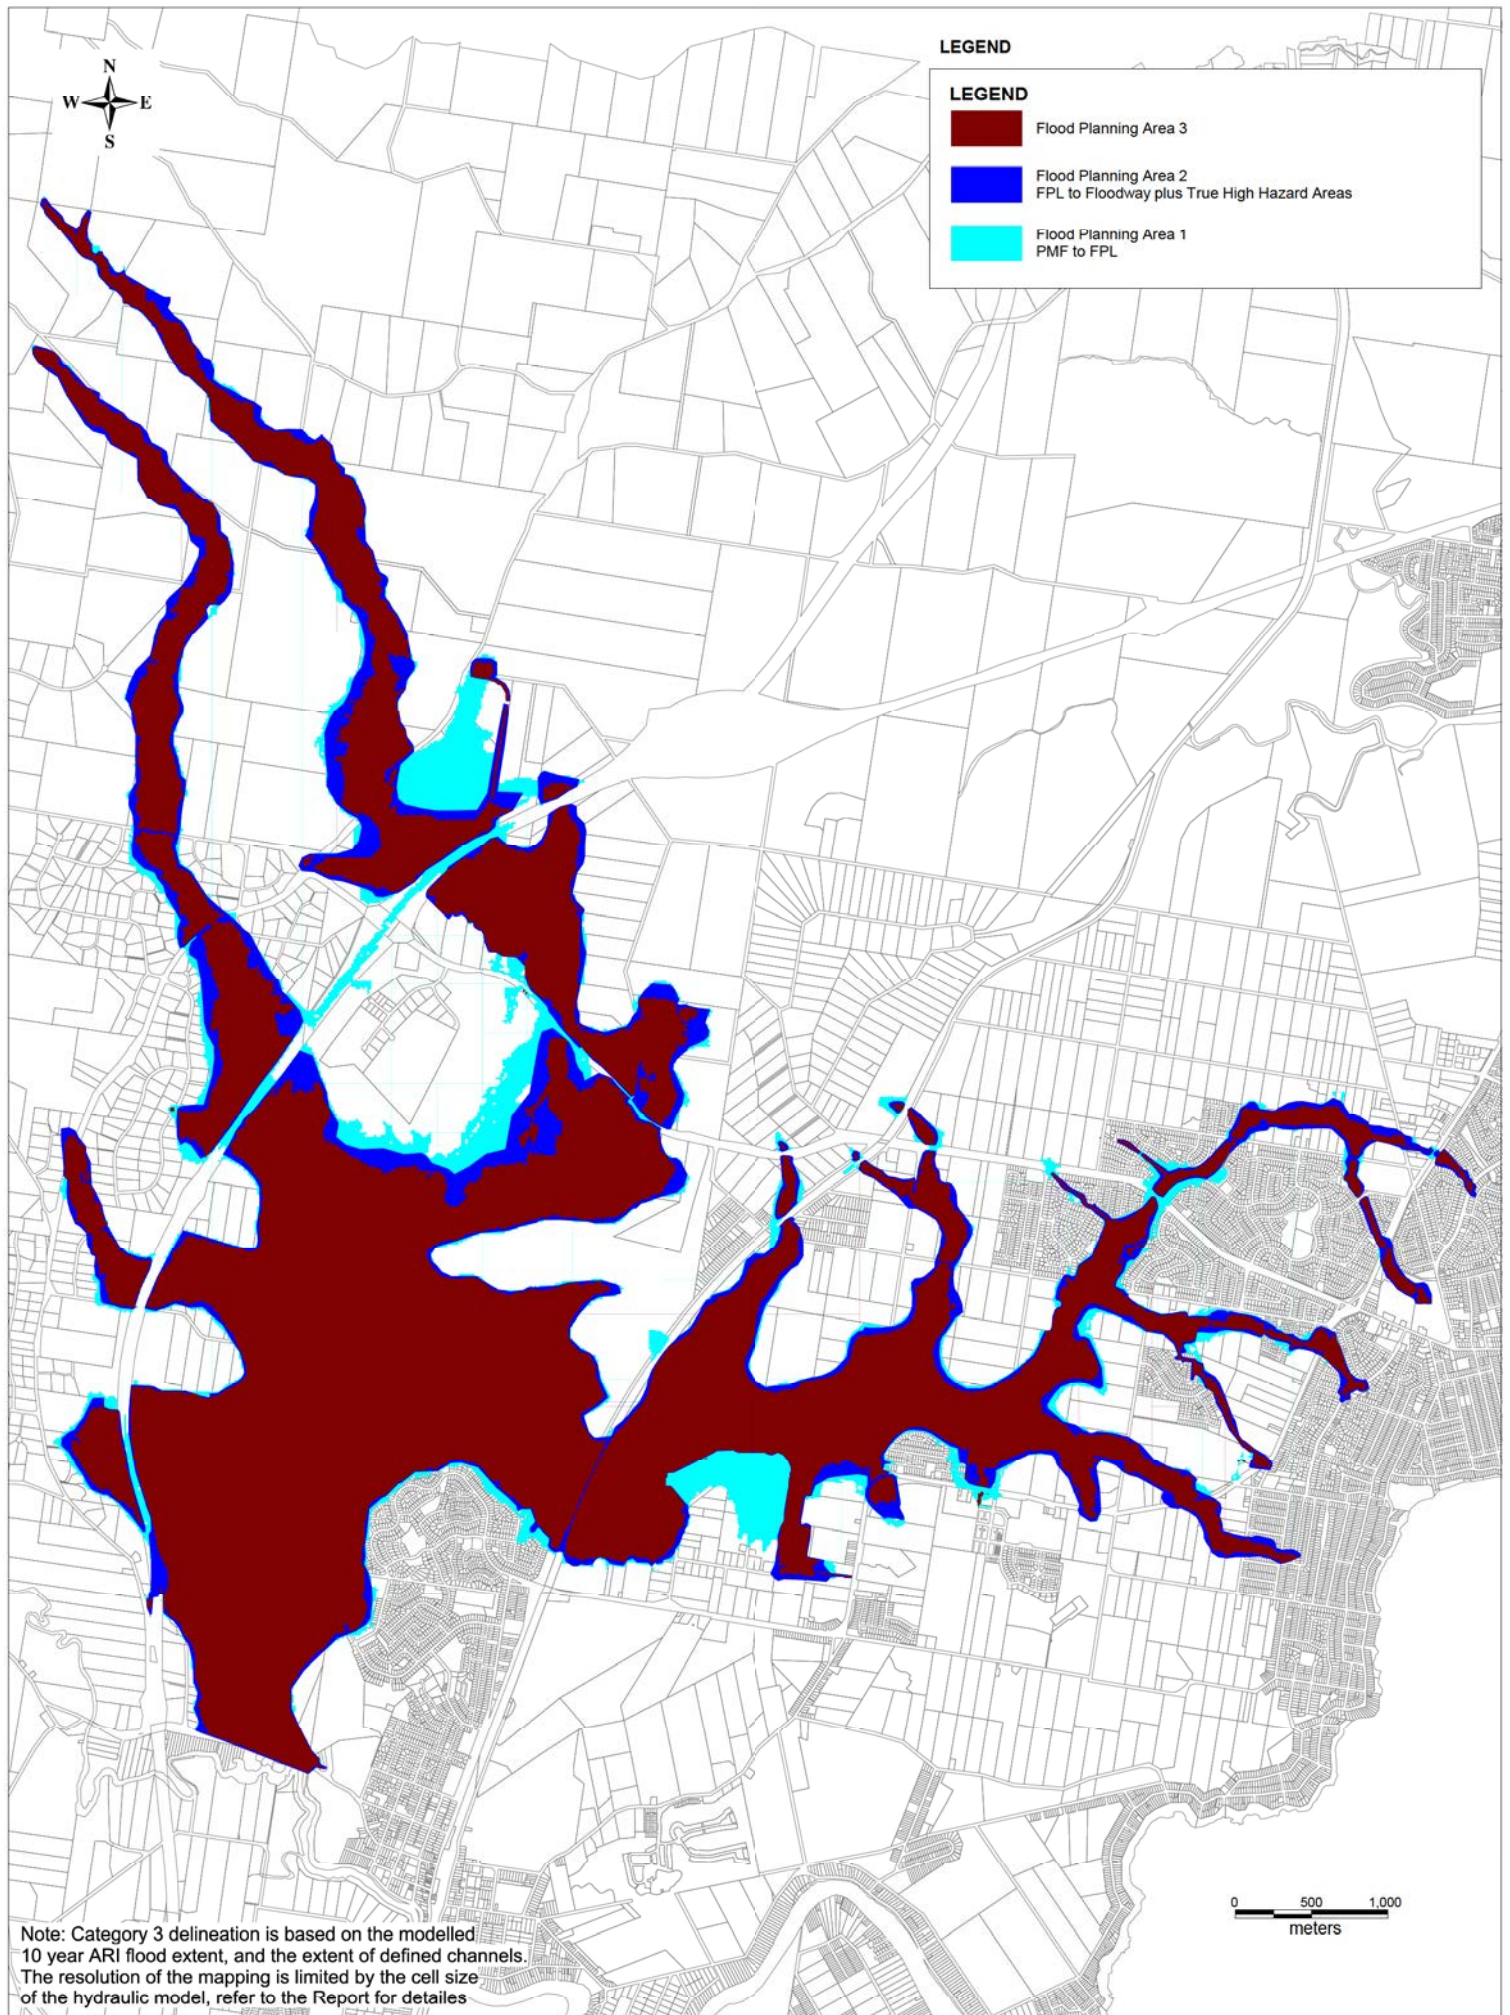 N
W E
S
LEGEND
LEGEND
Flood Planning Area 3
Flood Planning Area 2
FPL to Floodway plus True High Hazard Areas
Flood Planning Area 1
PMF to FPL
0 500 1,000
meters
Note: Category 3 delineation is based on the modelled
10 year ARI flood extent, and the extent of defined channels.
The resolution of the mapping is limited by the cell size
of the hydraulic model, refer to the Report for detailes